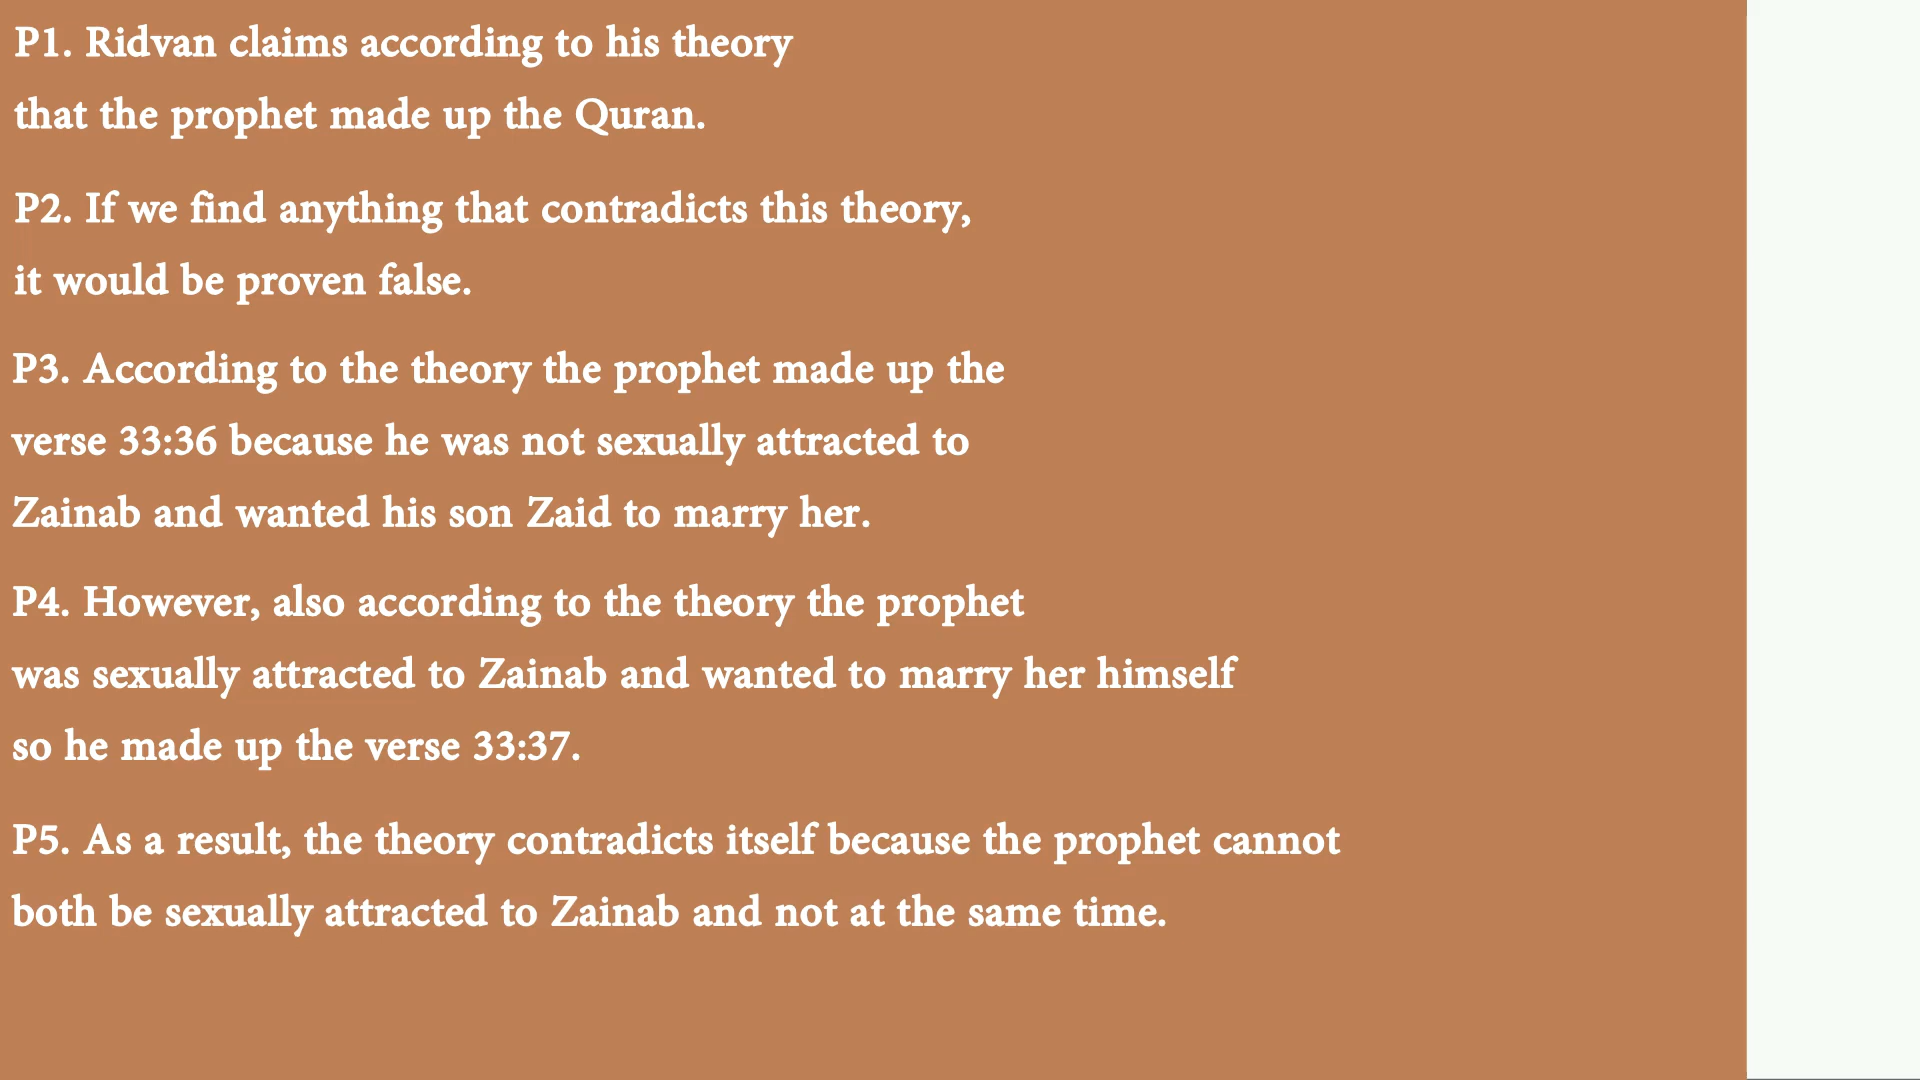 P1. Ridvan claims according to his theory
that the prophet made up the Quran.
P2. If we find anything that contradicts this theory,
it would be proven false.
P3. According to the theory the prophet made up the
verse 33:36 because he was not sexually attracted to
Zainab and wanted his son Zaid to marry her.
P4. However, also according to the theory the prophet
was sexually attracted to Zainab and wanted to marry her himself
so he made up the verse 33:37.
P5. As a result, the theory contradicts itself because the prophet cannot
both be sexually attracted to Zainab and not at the same time.